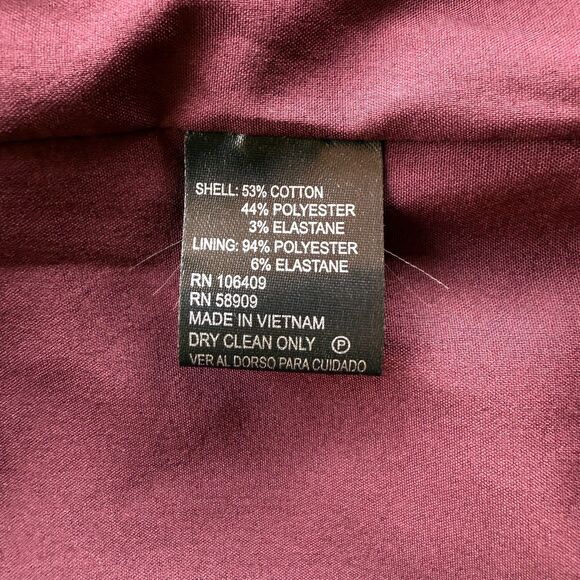 SHELL: 53% COTTON
44% POLYESTER
3% ELASTANE
LINING: 94% POLYESTER
6% ELASTANE
RN 106409
RN 58909
MADE IN VIETNAM
DRY CLEAN ONLY Ⓟ
VER AL DORSO PARA CUIDADO